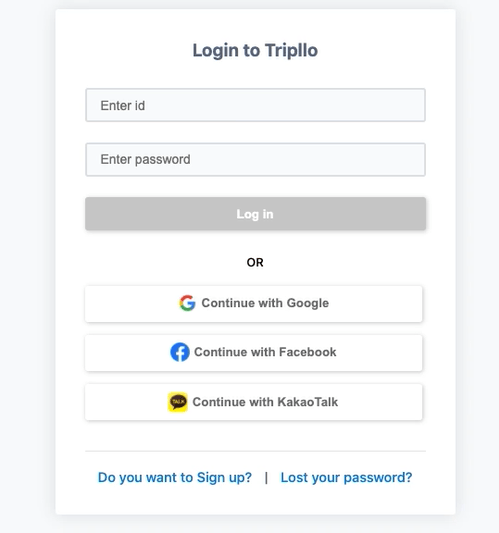 Login to Tripllo
Enter id
Enter password
Log in
OR
Continue with Google
Continue with Facebook
TALK
Continue with KakaoTalk
Do you want to Sign up? | Lost your password?